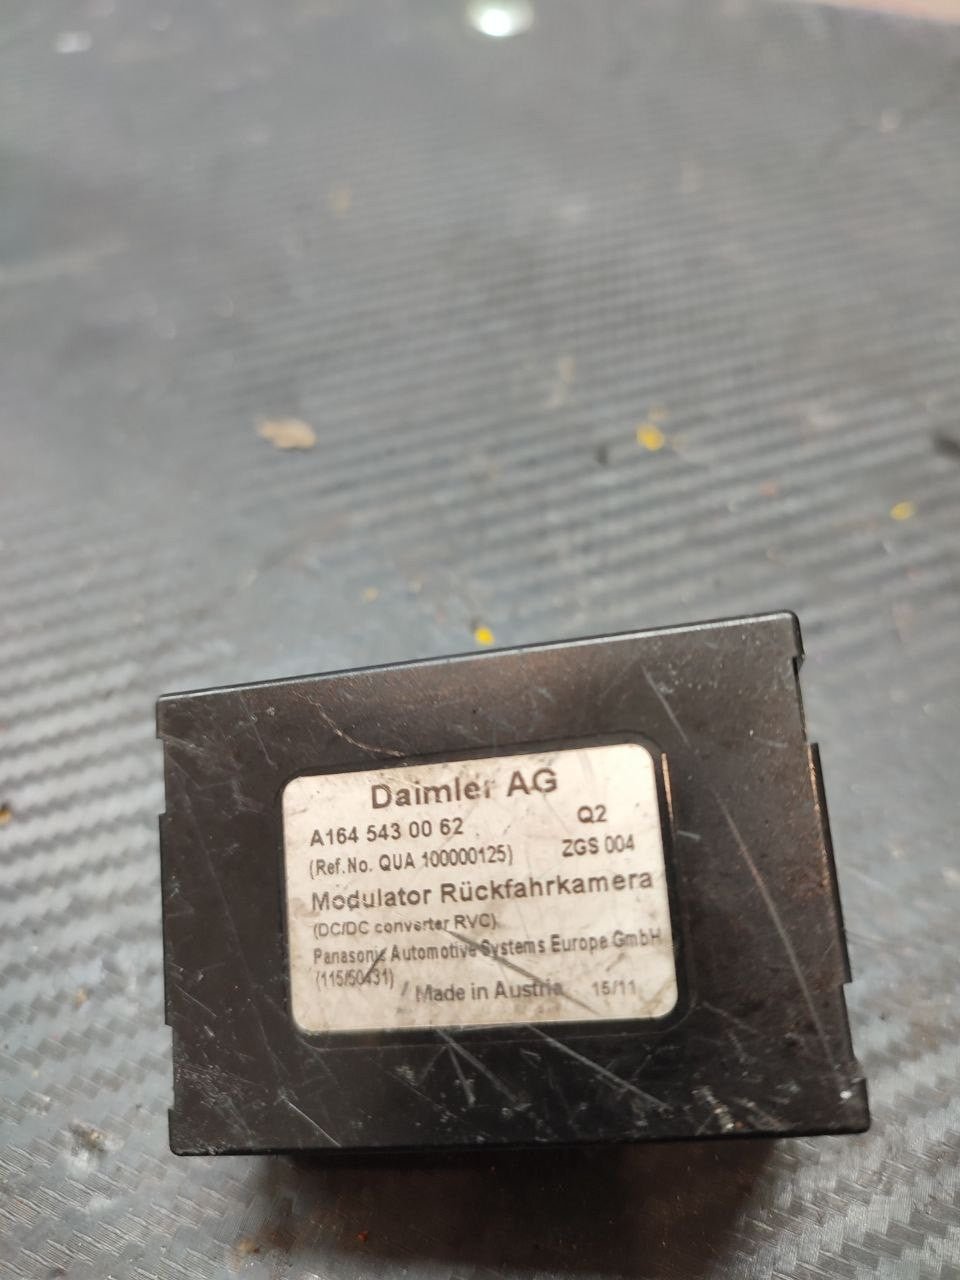 Daimler AG
A164 543 00 62 Q2
(Ref.No. QUA 100000125) ZGS 004
Modulator Rückfahrkamera
(DC/DC converter RVC)
Panasonic Automotive Systems Europe GmbH
(115/50431) Made in Austria 15/11